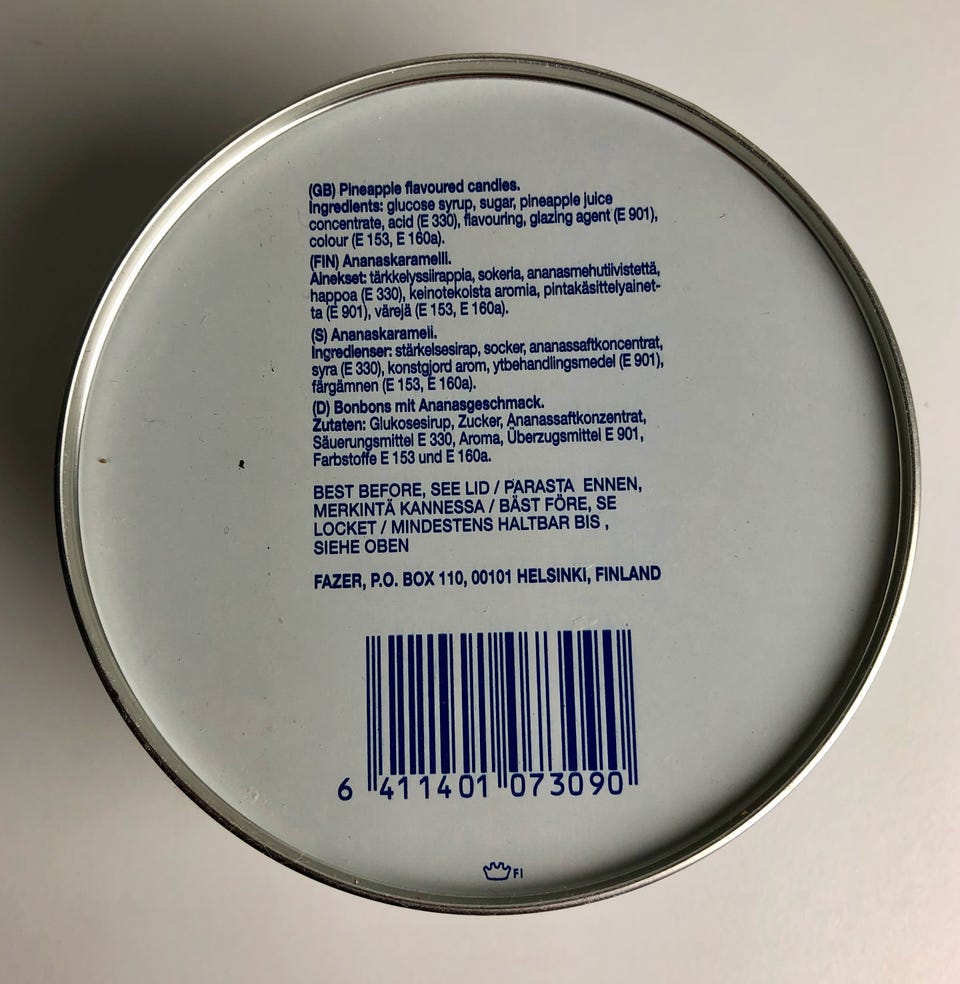 (GB) Pineapple flavoured candies.
Ingredients: glucose syrup, sugar, pineapple juice
concentrate, acid (E 330), flavouring, glazing agent (E 901),
colour (E 153, E 160a).
(FIN) Ananaskaramelli.
Ainekset: tärkkelyssiirappia, sokeria, ananasmehutiivistettä,
happoa (E 330), keinotekoista aromia, pintakäsittelyainet-
ta (E 901), värejä (E 153, E 160a).
(S) Ananaskarameli.
Ingredienser: stärkelsesirap, socker, ananassaftkoncentrat,
syra (E 330), konstgjord arom, ytbehandlingsmedel (E 901),
färgämnen (E 153, E 160a).
(D) Bonbons mit Ananasgeschmack.
Zutaten: Glukosesirup, Zucker, Ananassaftkonzentrat,
Säuerungsmittel E 330, Aroma, Überzugsmittel E 901,
Farbstoffe E 153 und E 160a.
BEST BEFORE, SEE LID / PARASTA ENNEN,
MERKINTÄ KANNESSA / BÄST FÖRE, SE
LOCKET / MINDESTENS HALTBAR BIS ,
SIEHE OBEN
FAZER, P.O. BOX 110, 00101 HELSINKI, FINLAND
6 411401 073090
FI